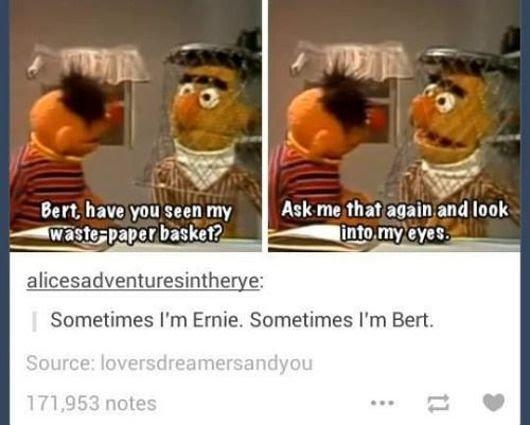 Bert, have you seen my
waste-paper basket?
Ask me that again and look
into my eyes.
alicesadventuresintherye:
Sometimes I'm Ernie. Sometimes I'm Bert.
Source: loversdreamersandyou
171,953 notes